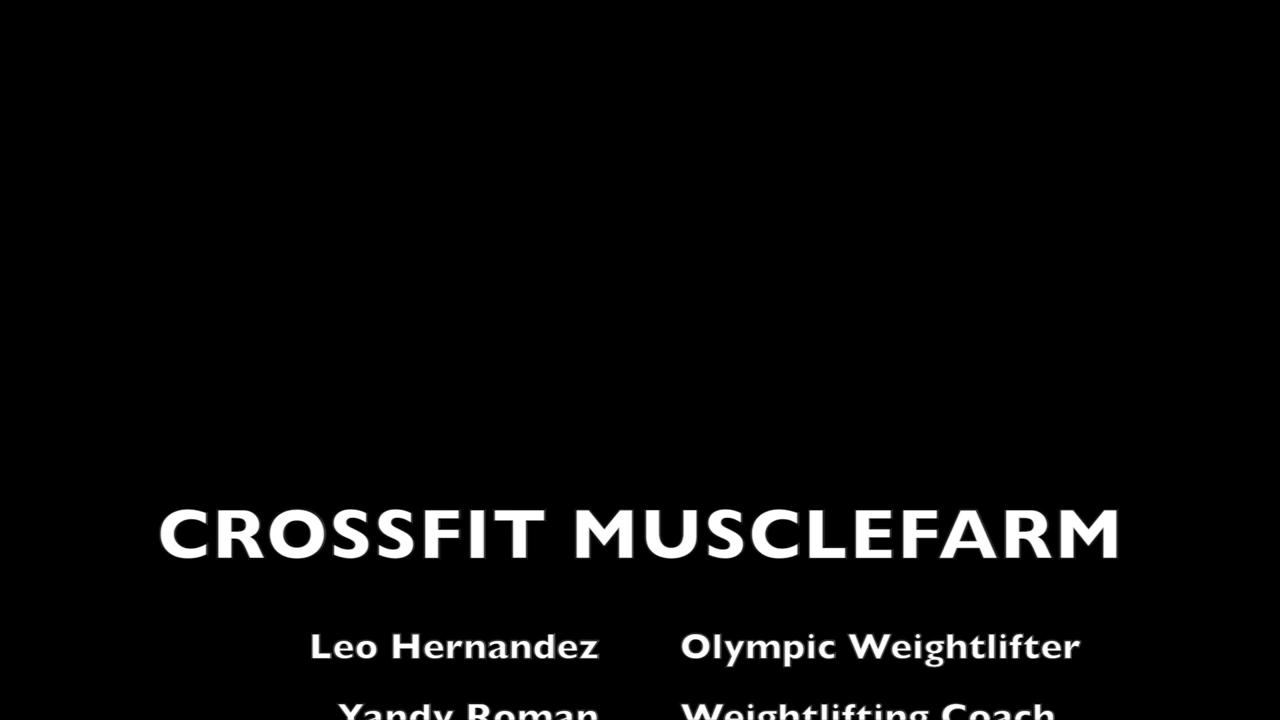 CROSSFIT MUSCLEFARM
Leo Hernandez Olympic Weightlifter
Yandy Roman Weightlifting Coach